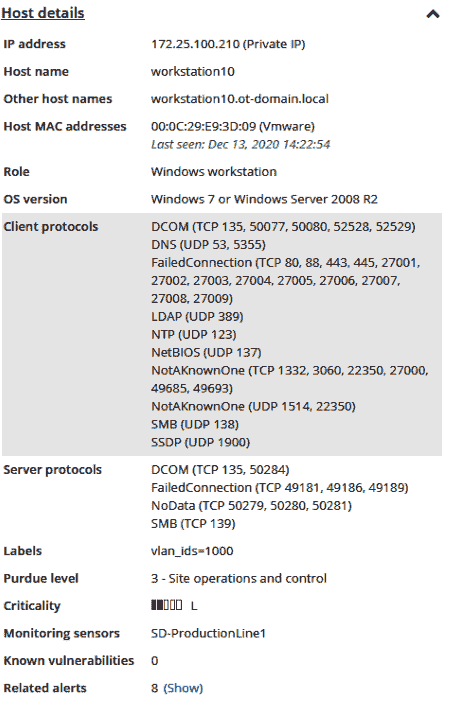 Host details
IP address 172.25.100.210 (Private IP)
Host name workstation10
Other host names workstation10.ot-domain.local
Host MAC addresses 00:0C:29:E9:3D:09 (Vmware)
Last seen: Dec 13, 2020 14:22:54
Role Windows workstation
OS version Windows 7 or Windows Server 2008 R2
Client protocols DCOM (TCP 135, 50077, 50080, 52528, 52529)
DNS (UDP 53, 5355)
FailedConnection (TCP 80, 88, 443, 445, 27001,
27002, 27003, 27004, 27005, 27006, 27007,
27008, 27009)
LDAP (UDP 389)
NTP (UDP 123)
NetBIOS (UDP 137)
NotAKnownOne (TCP 1332, 3060, 22350, 27000,
49685, 49693)
NotAKnownOne (UDP 1514, 22350)
SMB (UDP 138)
SSDP (UDP 1900)
Server protocols DCOM (TCP 135, 50284)
FailedConnection (TCP 49181, 49186, 49189)
NoData (TCP 50279, 50280, 50281)
SMB (TCP 139)
Labels vlan_ids=1000
Purdue level 3 - Site operations and control
Criticality L
Monitoring sensors SD-ProductionLine1
Known vulnerabilities 0
Related alerts 8 (Show)